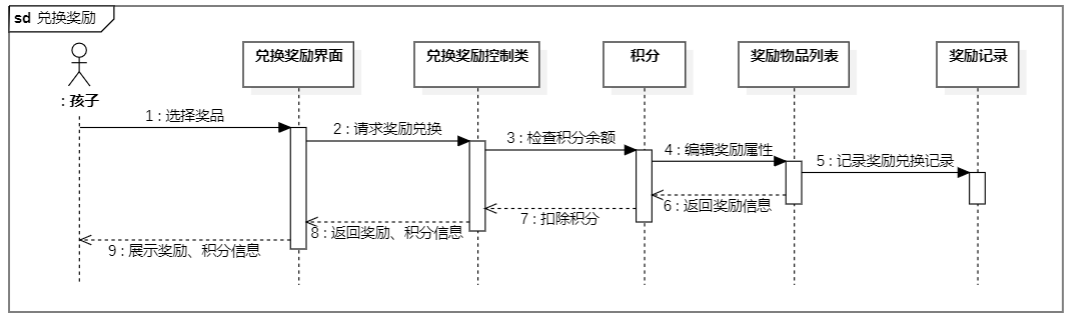 sd 兑换奖励
兑换奖励界面
兑换奖励控制类
积分
奖励物品列表
奖励记录
: 孩子
1 : 选择奖品
2 : 请求奖励兑换
3 : 检查积分余额
4 : 编辑奖励属性
5 : 记录奖励兑换记录
6 : 返回奖励信息
7 : 扣除积分
8 : 返回奖励、积分信息
9 : 展示奖励、积分信息